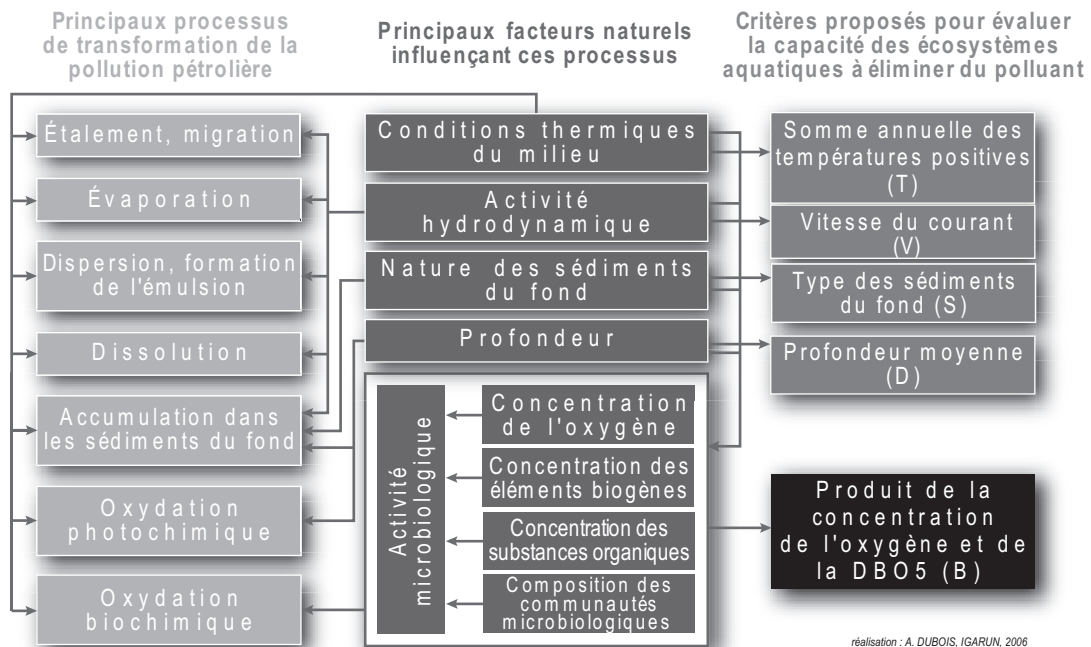 Principaux processus
de transformation de la
pollution pétrolière
Étalement, migration
Évaporation
Dispersion, formation
de l'émulsion
Dissolution
Accumulation dans
les sédiments du fond
Oxydation
photochimique
Oxydation
biochimique
Principaux facteurs naturels
influençant ces processus
Conditions thermiques
du milieu
Activité
hydrodynamique
Nature des sédiments
du fond
Profondeur
Activité
microbiologique
Concentration
de l'oxygène
Concentration des
éléments biogènes
Concentration des
substances organiques
Composition des
communautés
microbiologiques
Critères proposés pour évaluer
la capacité des écosystèmes
aquatiques à éliminer du polluant
Somme annuelle des
températures positives
(T)
Vitesse du courant
(V)
Type des sédiments
du fond (S)
Profondeur moyenne
(D)
Produit de la
concentration
de l'oxygène et de
la DBO5 (B)
réalisation : A. DUBOIS, IGARUN, 2006